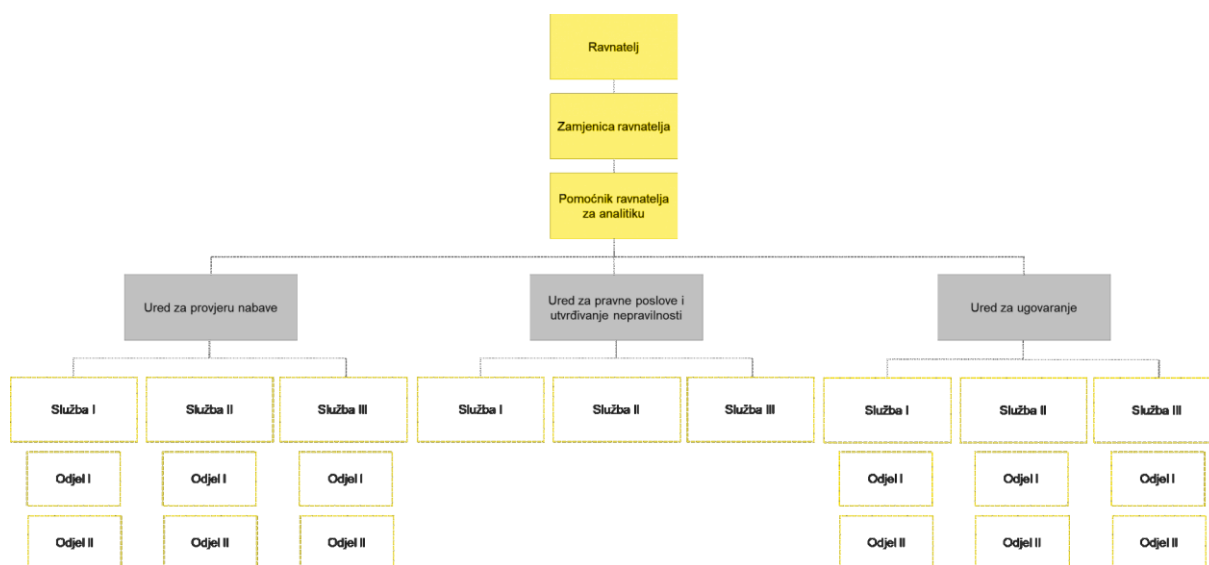 Ravnatelj
Zamjenica ravnatelja
Pomoćnik ravnatelja
za analitiku
Ured za provjeru nabave
Ured za pravne poslove i
utvrđivanje nepravilnosti
Ured za ugovaranje
Služba I
Služba II
Služba III
Služba I
Služba II
Služba III
Služba I
Služba II
Služba III
Odjel I
Odjel I
Odjel I
Odjel I
Odjel I
Odjel I
Odjel II
Odjel II
Odjel II
Odjel II
Odjel II
Odjel II